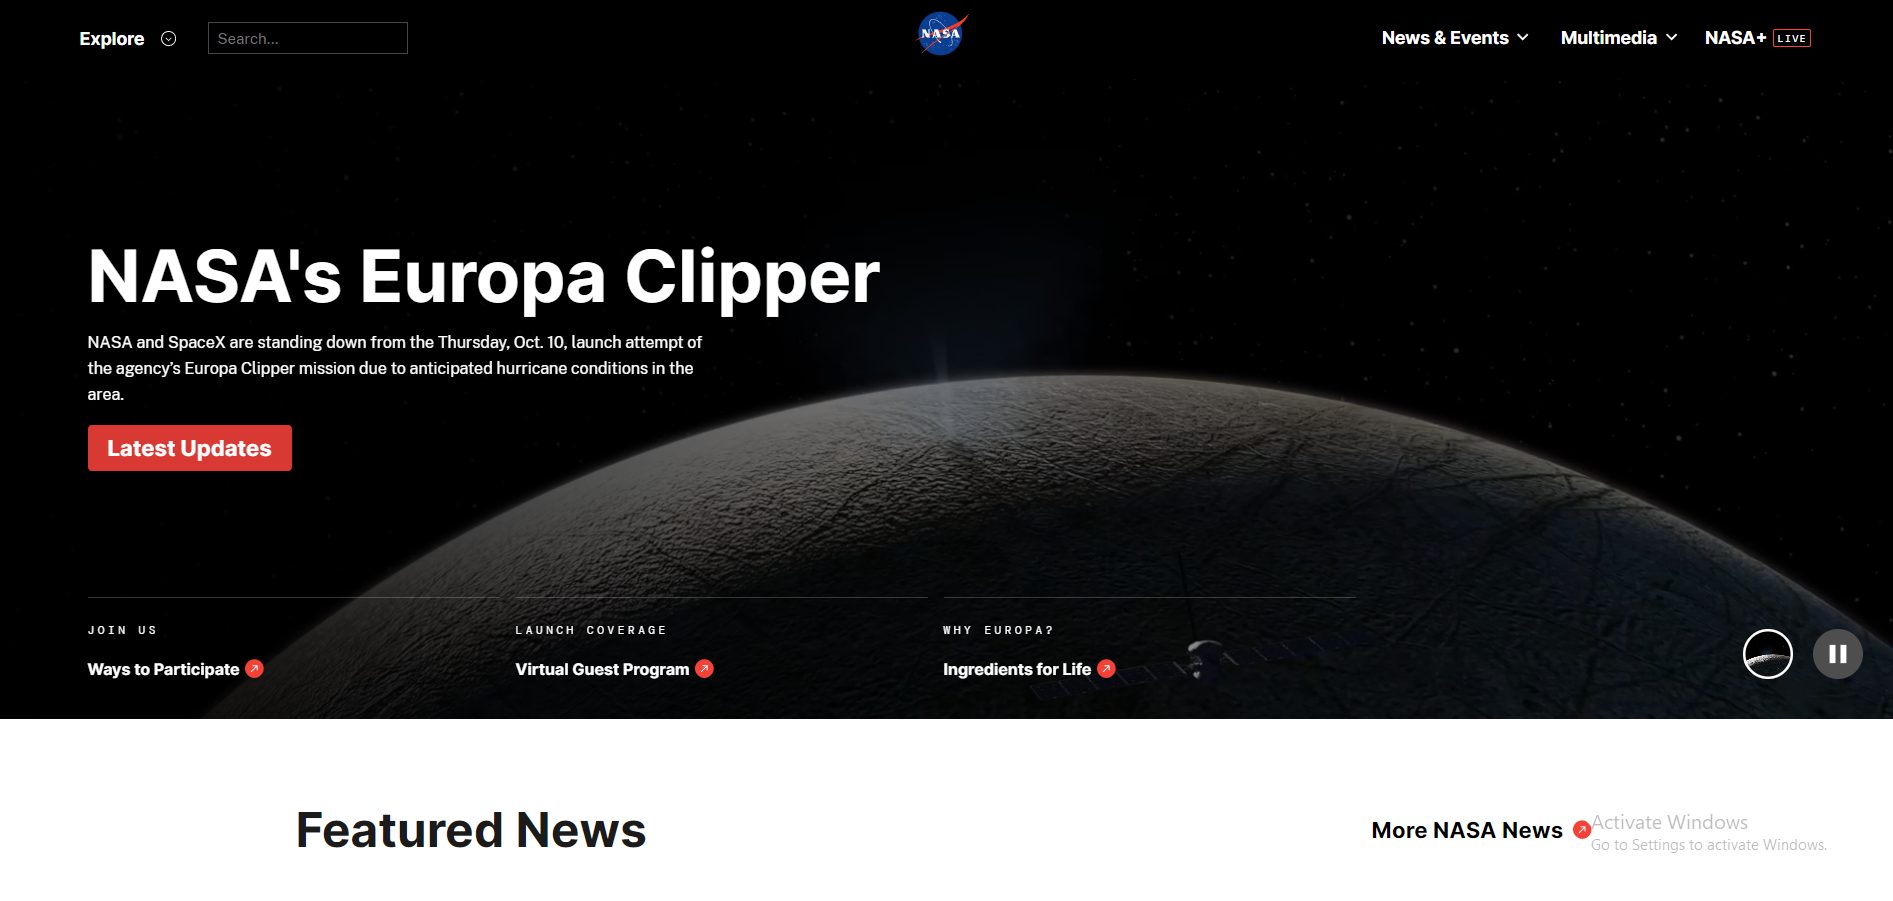 Explore
Search...
NASA
News & Events
Multimedia
NASA+ LIVE
NASA's Europa Clipper
NASA and SpaceX are standing down from the Thursday, Oct. 10, launch attempt of
the agency’s Europa Clipper mission due to anticipated hurricane conditions in the
area.
Latest Updates
JOIN US
Ways to Participate
LAUNCH COVERAGE
Virtual Guest Program
WHY EUROPA?
Ingredients for Life
Featured News
More NASA News
Activate Windows
Go to Settings to activate Windows.